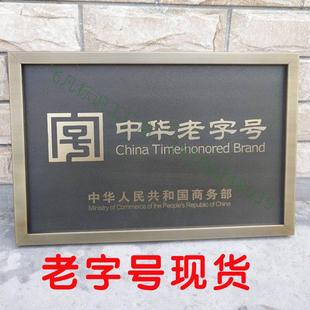 中华老字号
China Time-honored Brand
中华人民共和国商务部
Ministry of Commerce of the People's Republic of China
老字号现货